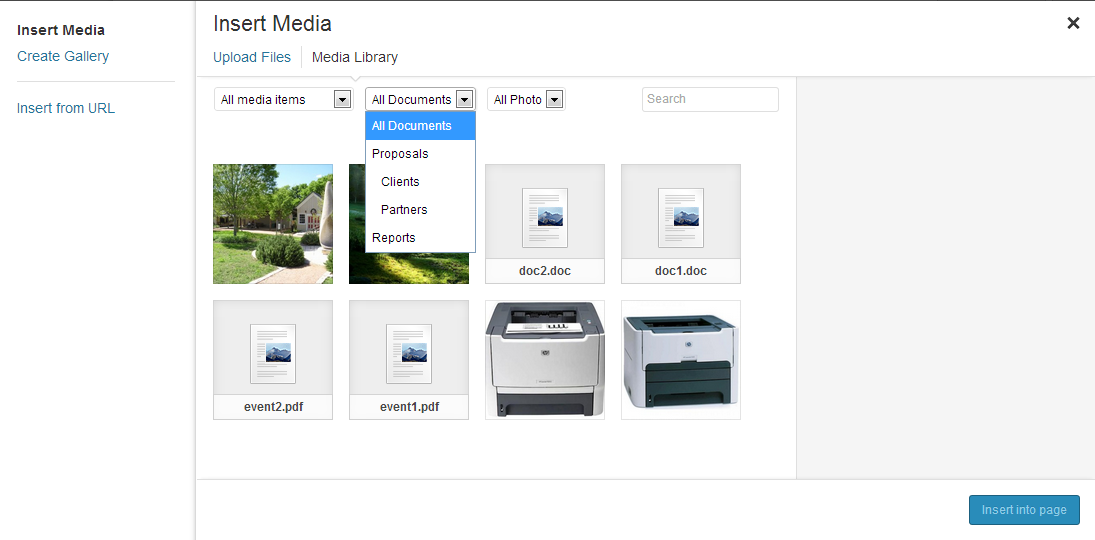 Insert Media
Create Gallery
Insert from URL
Insert Media
Upload Files
Media Library
All media items
All Documents
All Photo
Search
All Documents
Proposals
Clients
Partners
Reports
doc2.doc
doc1.doc
event2.pdf
event1.pdf
Insert into page